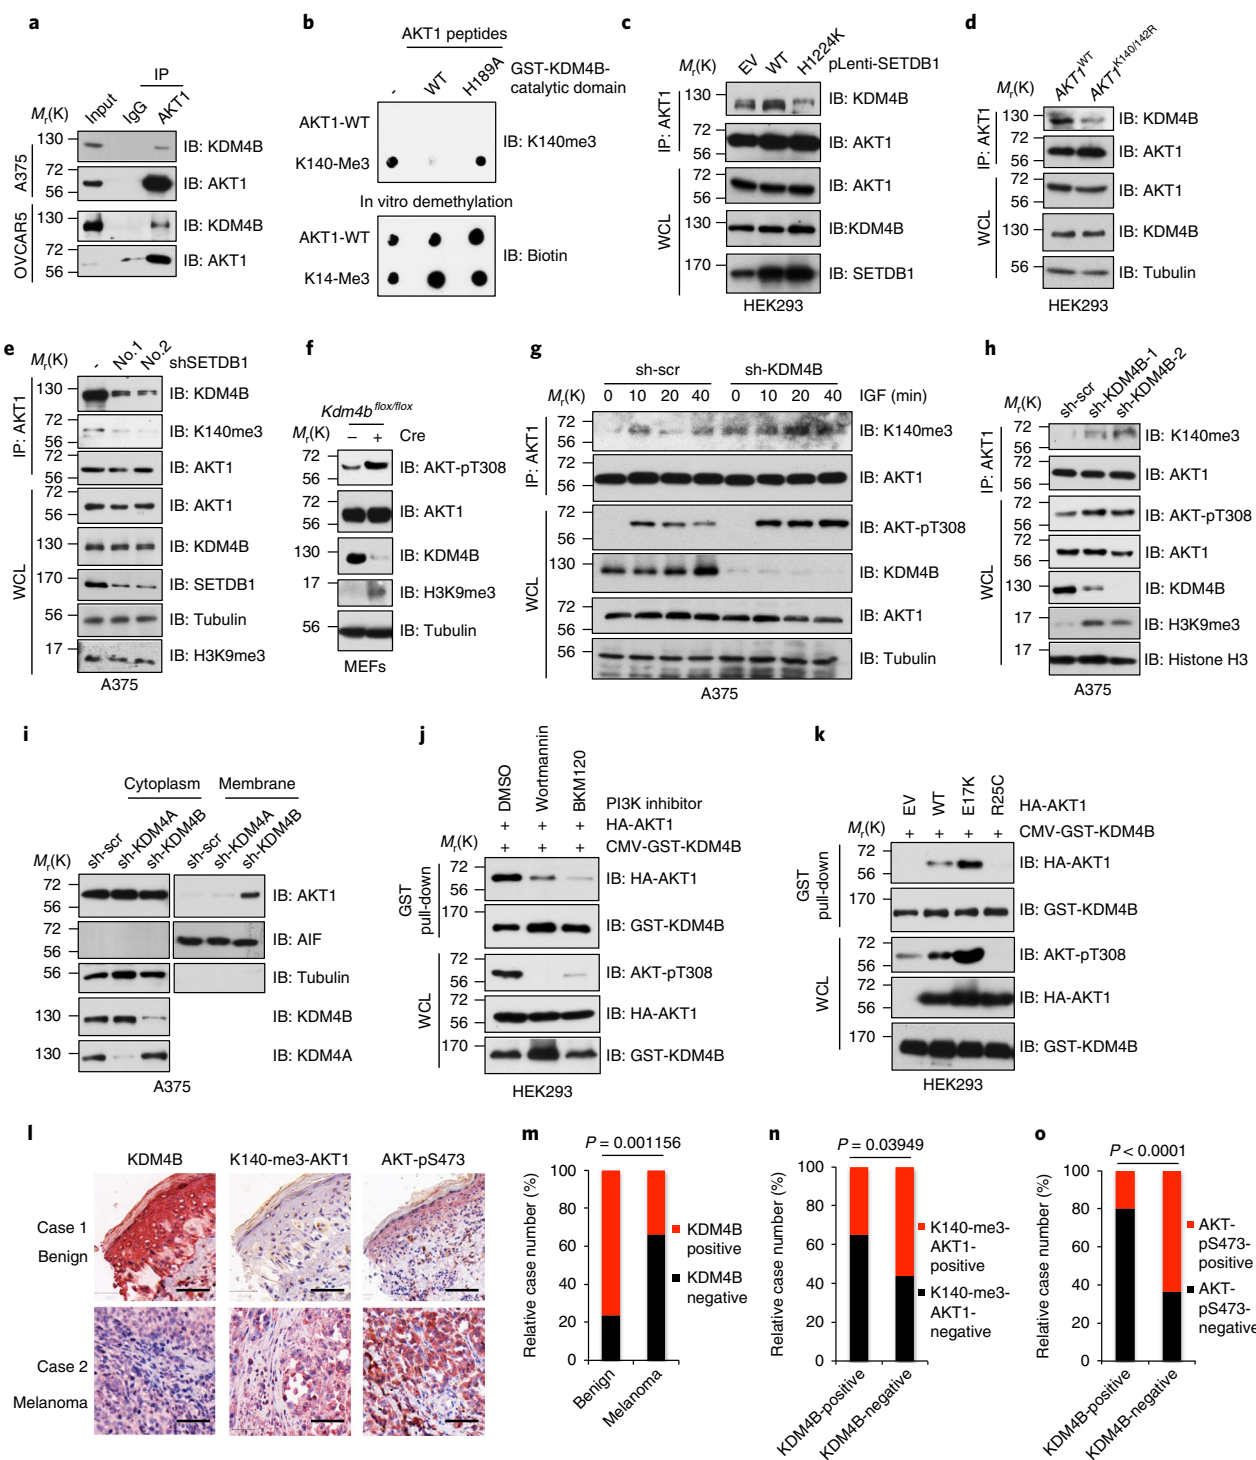 a
IP
Mr(K)
Input
IgG
AKT1
A375
130
72
56
IB: KDM4B
IB: AKT1
OVCAR5
130
72
56
IB: KDM4B
IB: AKT1
b
AKT1 peptides
-
WT
H189A
GST-KDM4B-
catalytic domain
AKT1-WT
K140-Me3
IB: K140me3
In vitro demethylation
AKT1-WT
K14-Me3
IB: Biotin
c
EV
WT
H1224K
pLenti-SETDB1
Mr(K)
IP: AKT1
130
72
56
IB: KDM4B
IB: AKT1
WCL
72
56
130
170
IB: AKT1
IB:KDM4B
IB: SETDB1
HEK293
d
AKT1WT
AKT1K140/142R
Mr(K)
IP: AKT1
130
72
56
IB: KDM4B
IB: AKT1
WCL
72
56
130
56
IB: AKT1
IB: KDM4B
IB: Tubulin
HEK293
e
Mr(K)
-
No.1
No.2
shSETDB1
IP: AKT1
130
72
56
72
56
IB: KDM4B
IB: K140me3
IB: AKT1
WCL
72
56
130
170
56
17
IB: AKT1
IB: KDM4B
IB: SETDB1
IB: Tubulin
IB: H3K9me3
A375
f
Kdm4b flox/flox
Mr(K)
– + Cre
72
56
72
56
130
17
56
IB: AKT-pT308
IB: AKT1
IB: KDM4B
IB: H3K9me3
IB: Tubulin
MEFs
g
sh-scr sh-KDM4B
Mr(K) 0 10 20 40 0 10 20 40 IGF (min)
IP: AKT1
72
56
72
56
IB: K140me3
IB: AKT1
WCL
72
56
130
72
56
56
IB: AKT-pT308
IB: KDM4B
IB: AKT1
IB: Tubulin
A375
h
Mr(K)
sh-scr
sh-KDM4B-1
sh-KDM4B-2
IP: AKT1
72
56
72
56
IB: K140me3
IB: AKT1
WCL
72
56
72
56
130
17
17
IB: AKT-pT308
IB: AKT1
IB: KDM4B
IB: H3K9me3
IB: Histone H3
A375
i
Cytoplasm Membrane
Mr(K)
sh-scr
sh-KDM4A
sh-KDM4B
sh-scr
sh-KDM4A
sh-KDM4B
72
56
72
56
56
130
130
IB: AKT1
IB: AIF
IB: Tubulin
IB: KDM4B
IB: KDM4A
A375
j
DMSO
Wortmannin
BKM120
PI3K inhibitor
+ + + HA-AKT1
Mr(K) + + + CMV-GST-KDM4B
GST
pull-down
72
56
170
IB: HA-AKT1
IB: GST-KDM4B
WCL
72
56
72
56
170
IB: AKT-pT308
IB: HA-AKT1
IB: GST-KDM4B
HEK293
k
EV
WT
E17K
R25C
HA-AKT1
Mr(K) + + + + CMV-GST-KDM4B
GST
pull-down
72
56
170
IB: HA-AKT1
IB: GST-KDM4B
WCL
72
56
72
56
170
IB: AKT-pT308
IB: HA-AKT1
IB: GST-KDM4B
HEK293
l
KDM4B K140-me3-AKT1 AKT-pS473
Case 1
Benign
Case 2
Melanoma
m
P = 0.001156
Relative case number (%)
100
80
60
40
20
0
Benign
Melanoma
KDM4B
positive
KDM4B
negative
n
P = 0.03949
Relative case number (%)
100
80
60
40
20
0
KDM4B-positive
KDM4B-negative
K140-me3-
AKT1-
positive
K140-me3-
AKT1-
negative
o
P < 0.0001
Relative case number (%)
100
80
60
40
20
0
KDM4B-positive
KDM4B-negative
AKT-
pS473-
positive
AKT-
pS473-
negative